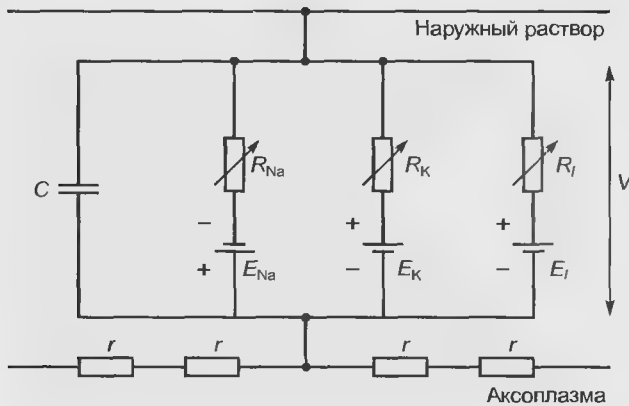 Наружный раствор
C
R_Na
R_K
R_l
V
−
+
+
+
−
−
E_Na
E_K
E_l
r
r
r
r
Аксоплазма